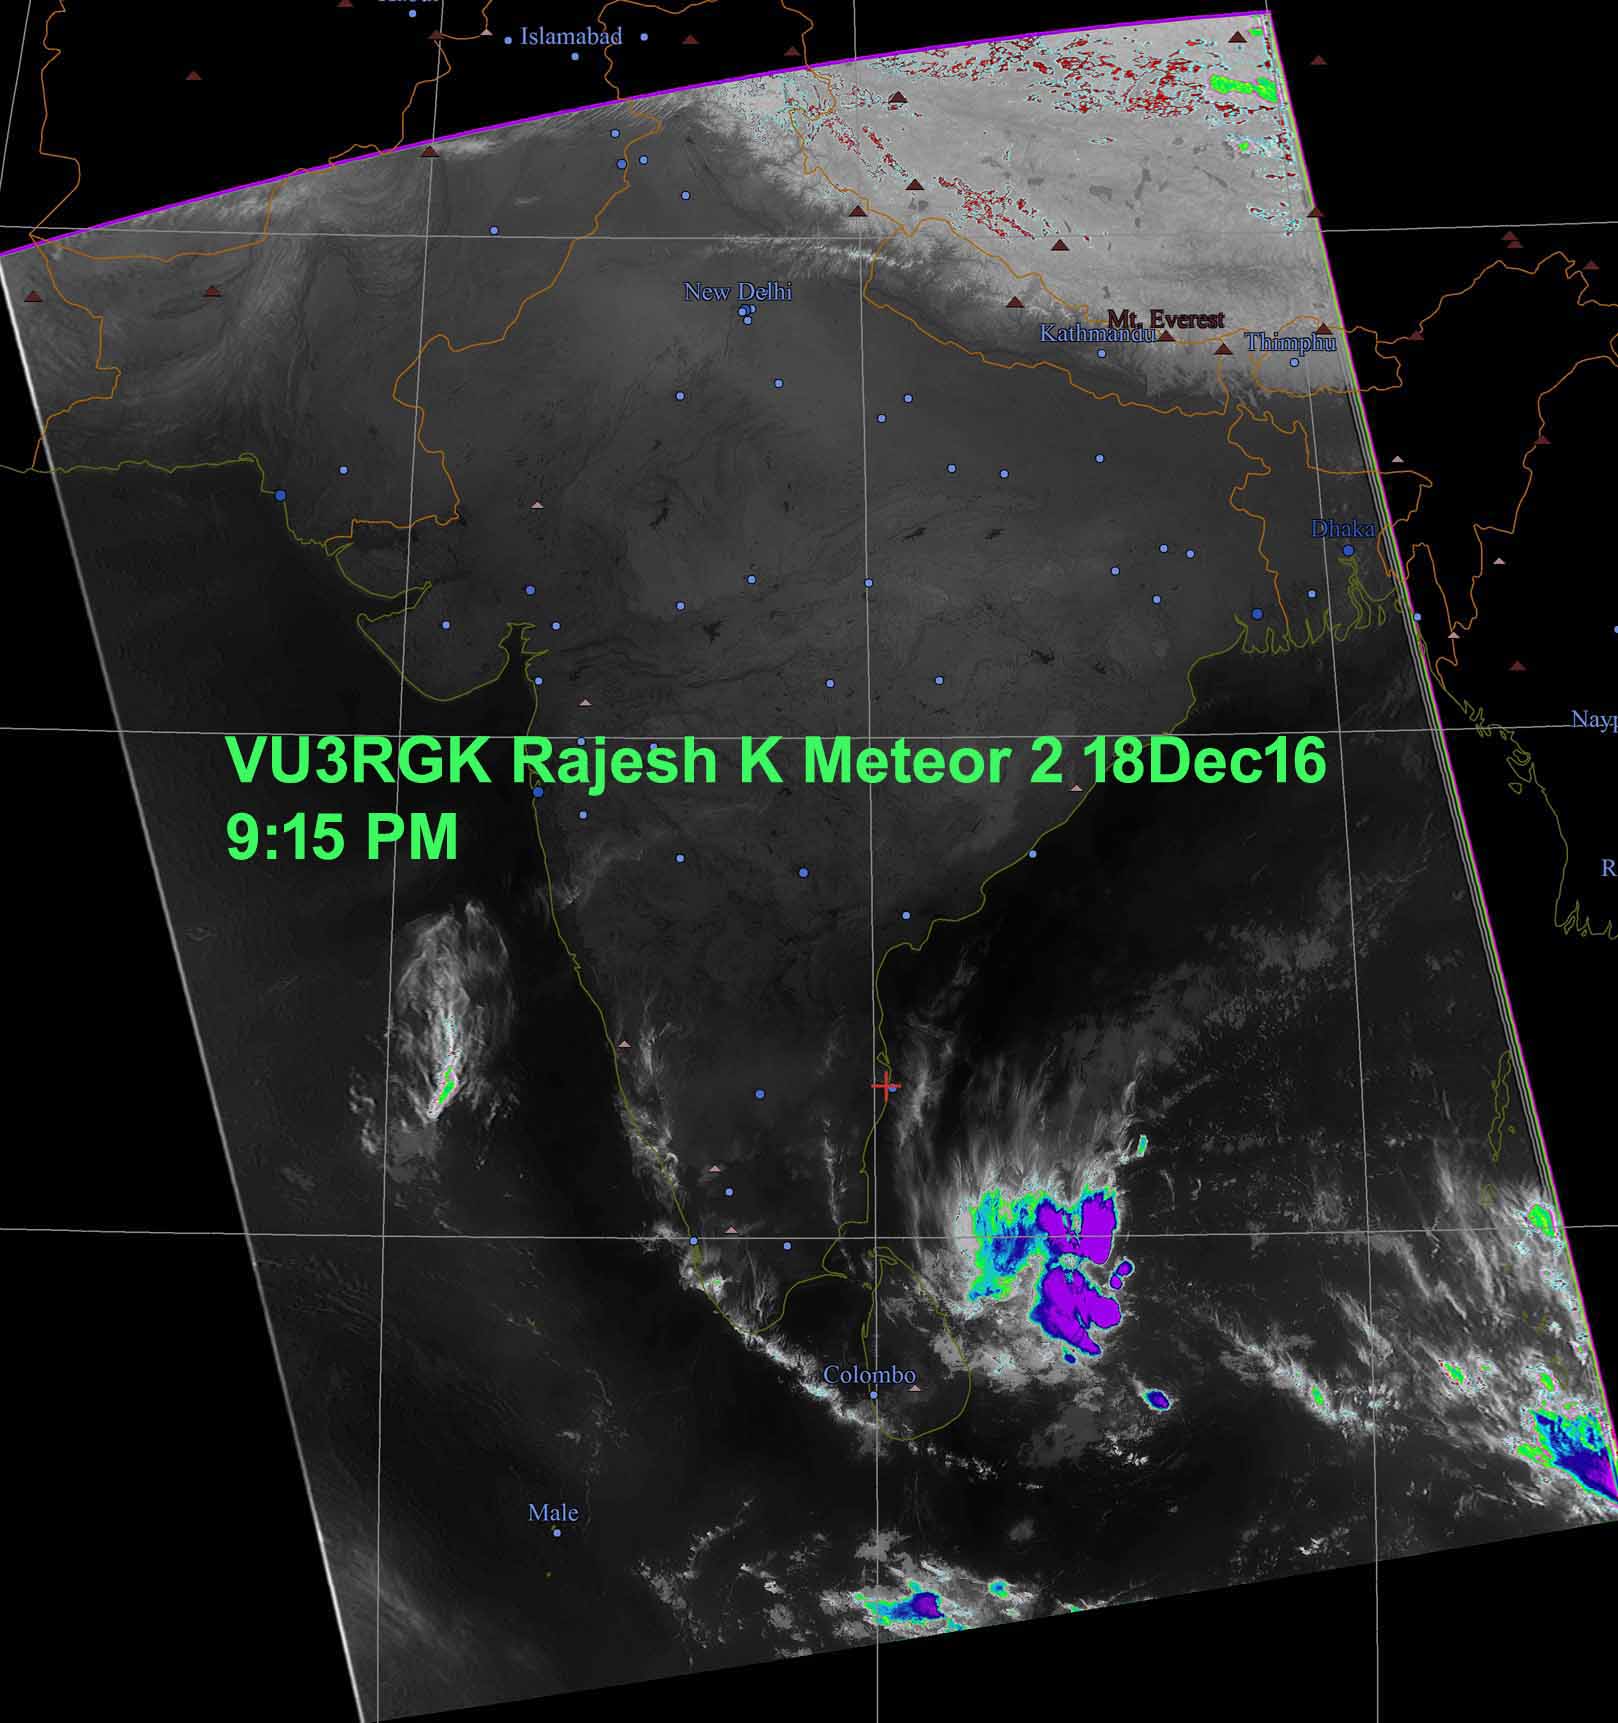 Islamabad
New Delhi
Mt. Everest
Kathmandu
Thimphu
Dhaka
VU3RGK Rajesh K Meteor 2 18Dec16
9:15 PM
Colombo
Male